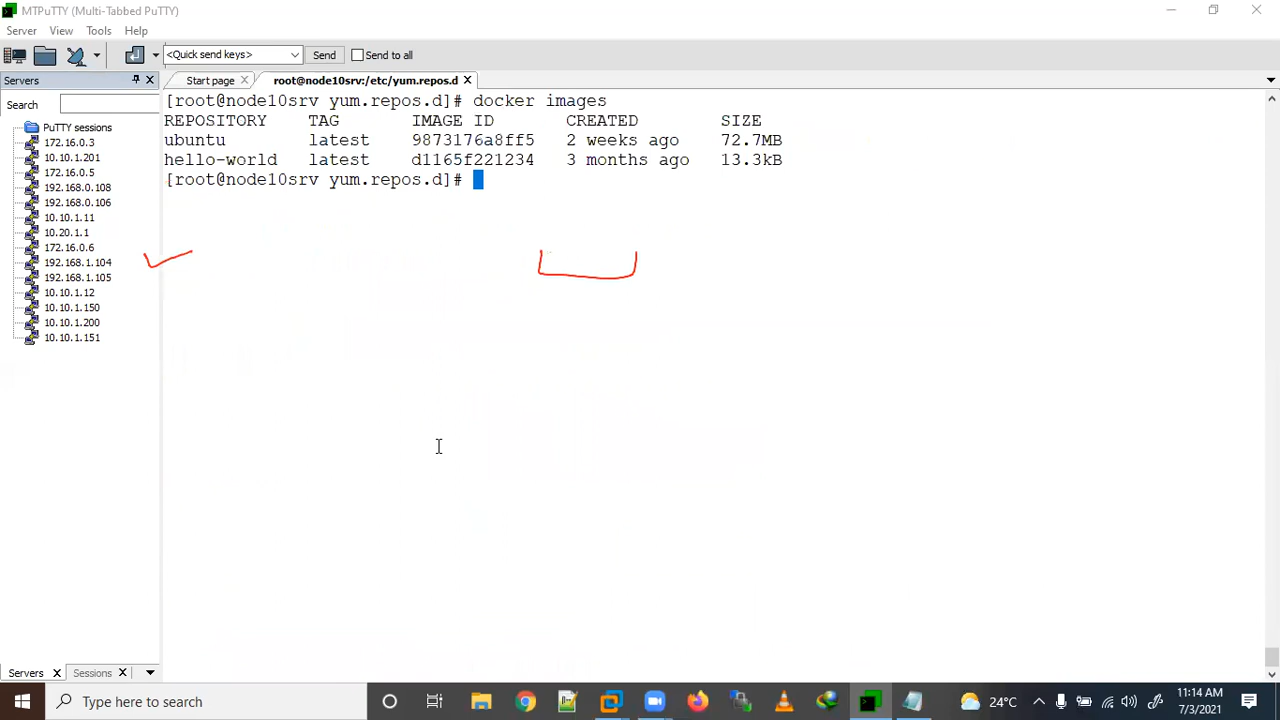 MTPuTTY (Multi-Tabbed PuTTY)
Server View Tools Help
<Quick send keys> Send Send to all
Servers
Start page
root@node10srv:/etc/yum.repos.d
Search
PuTTY sessions
172.16.0.3
10.10.1.201
172.16.0.5
192.168.0.108
192.168.0.106
10.10.1.11
10.20.1.1
172.16.0.6
192.168.1.104
192.168.1.105
10.10.1.12
10.10.1.150
10.10.1.200
10.10.1.151
[root@node10srv yum.repos.d]# docker images
REPOSITORY TAG IMAGE ID CREATED SIZE
ubuntu latest 9873176a8ff5 2 weeks ago 72.7MB
hello-world latest d1165f221234 3 months ago 13.3kB
[root@node10srv yum.repos.d]#
Servers Sessions
Type here to search
24°C
11:14 AM
7/3/2021